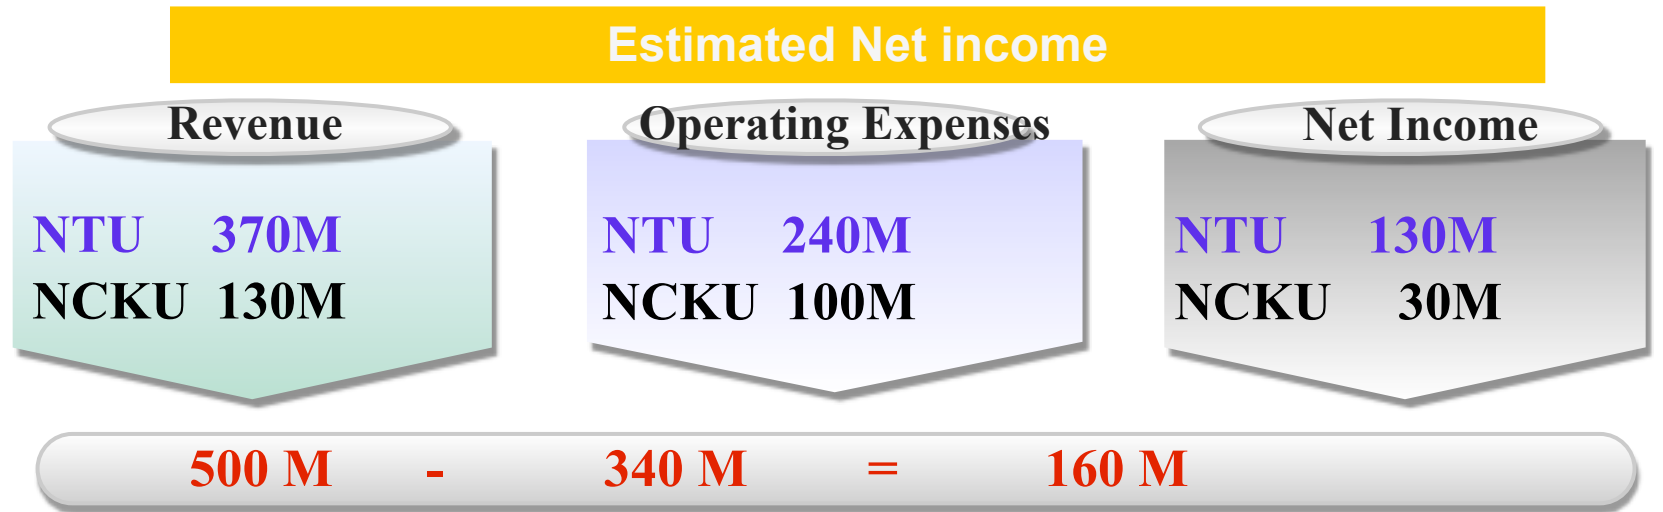 Estimated Net income
Revenue
NTU 370M
NCKU 130M
Operating Expenses
NTU 240M
NCKU 100M
Net Income
NTU 130M
NCKU 30M
500 M - 340 M = 160 M